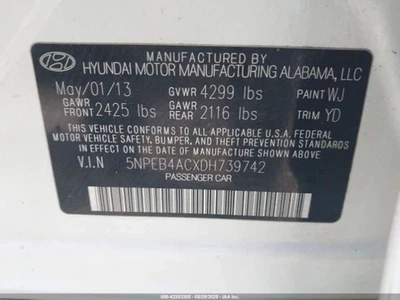 MANUFACTURED BY
HYUNDAI MOTOR MANUFACTURING ALABAMA, LLC
May/01/13 GVWR 4299 lbs PAINT WJ
GAWR FRONT 2425 lbs GAWR REAR 2116 lbs TRIM YD
THIS VEHICLE CONFORMS TO ALL APPLICABLE U.S.
FEDERAL MOTOR VEHICLE SAFETY, BUMPER, AND THEFT PREVENTION STANDARDS
IN EFFECT ON THE DATE OF MANUFACTURE SHOWN ABOVE.
V.I.N 5NPEB4ACXDH739742
PASSENGER CAR